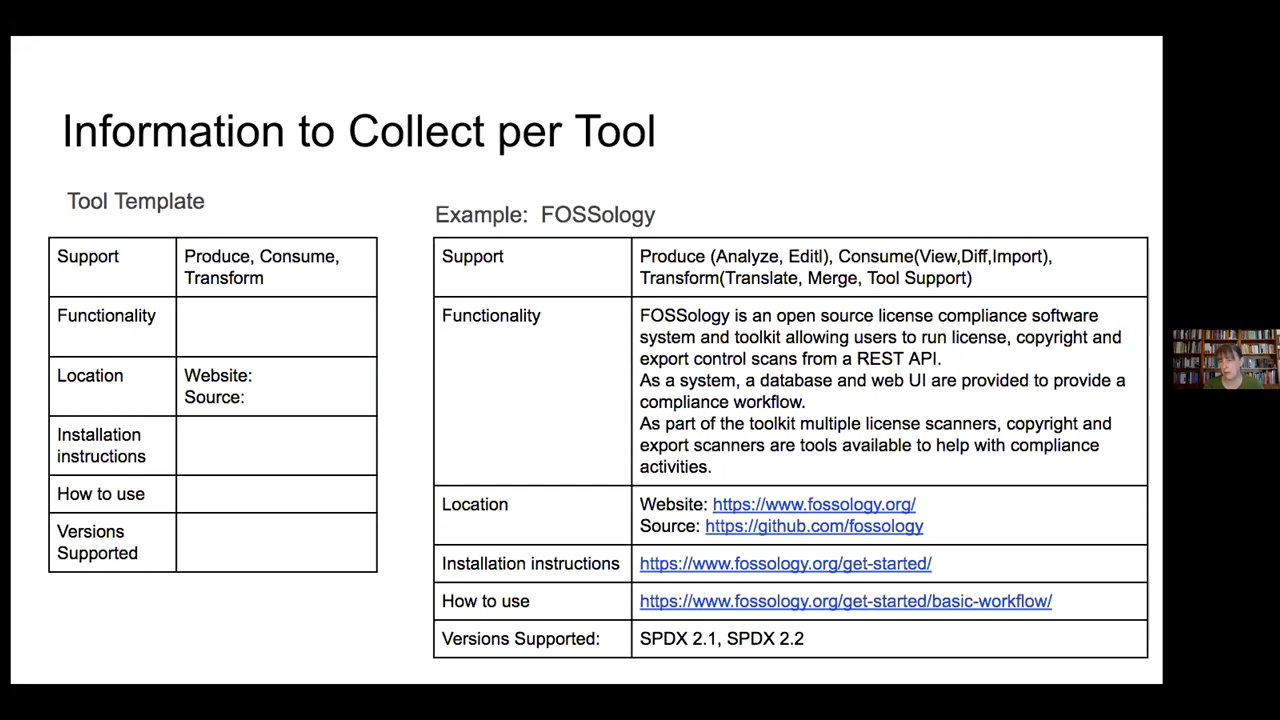 Information to Collect per Tool
Tool Template
Support
Produce, Consume,
Transform
Functionality
Location
Website:
Source:
Installation
instructions
How to use
Versions
Supported
Example:  FOSSology
Support
Produce (Analyze, Editl), Consume(View,Diff,Import),
Transform(Translate, Merge, Tool Support)
Functionality
FOSSology is an open source license compliance software
system and toolkit allowing users to run license, copyright and
export control scans from a REST API.
As a system, a database and web UI are provided to provide a
compliance workflow.
As part of the toolkit multiple license scanners, copyright and
export scanners are tools available to help with compliance
activities.
Location
Website: https://www.fossology.org/
Source: https://github.com/fossology
Installation instructions
https://www.fossology.org/get-started/
How to use
https://www.fossology.org/get-started/basic-workflow/
Versions Supported:
SPDX 2.1, SPDX 2.2